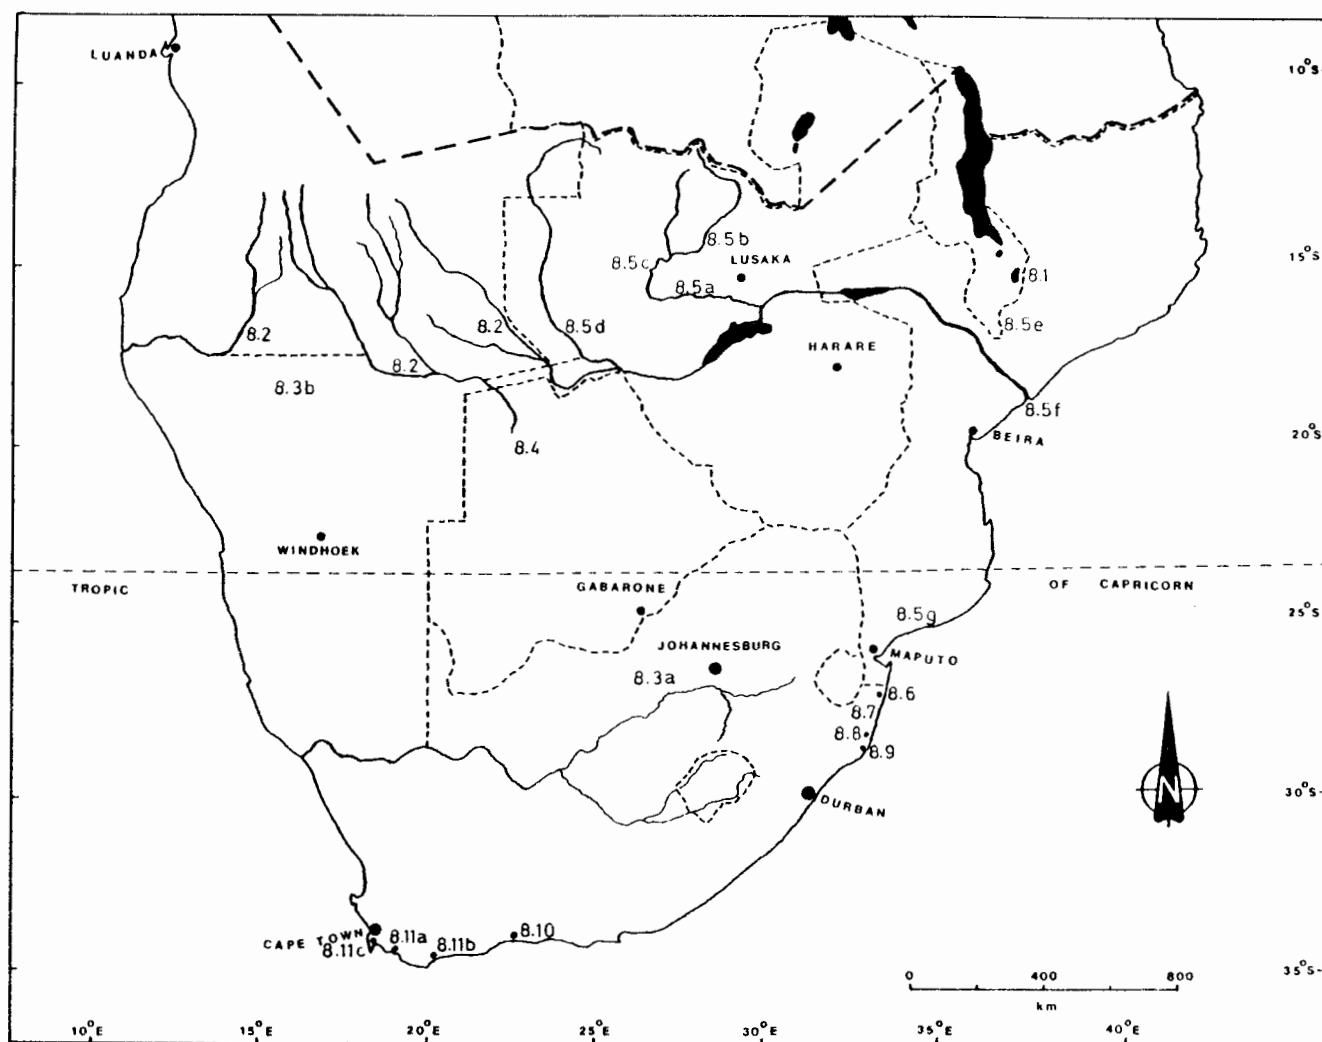 LUANDA
10°S
8.5b
LUSAKA
8.5c
15°S
8.1
8.5a
8.5e
8.2
8.2
8.5d
HARARE
8.2
8.3b
8.5f
BEIRA
20°S
8.4
WINDHOEK
TROPIC
GABARONE
OF CAPRICORN
25°S
8.5g
JOHANNESBURG
MAPUTO
8.3a
8.6
8.7
8.8
8.9
N
30°S
DURBAN
8.10
CAPE TOWN
8.11a
8.11b
8.11c
35°S
0 400 800
km
10°E 15°E 20°E 25°E 30°E 35°E 40°E